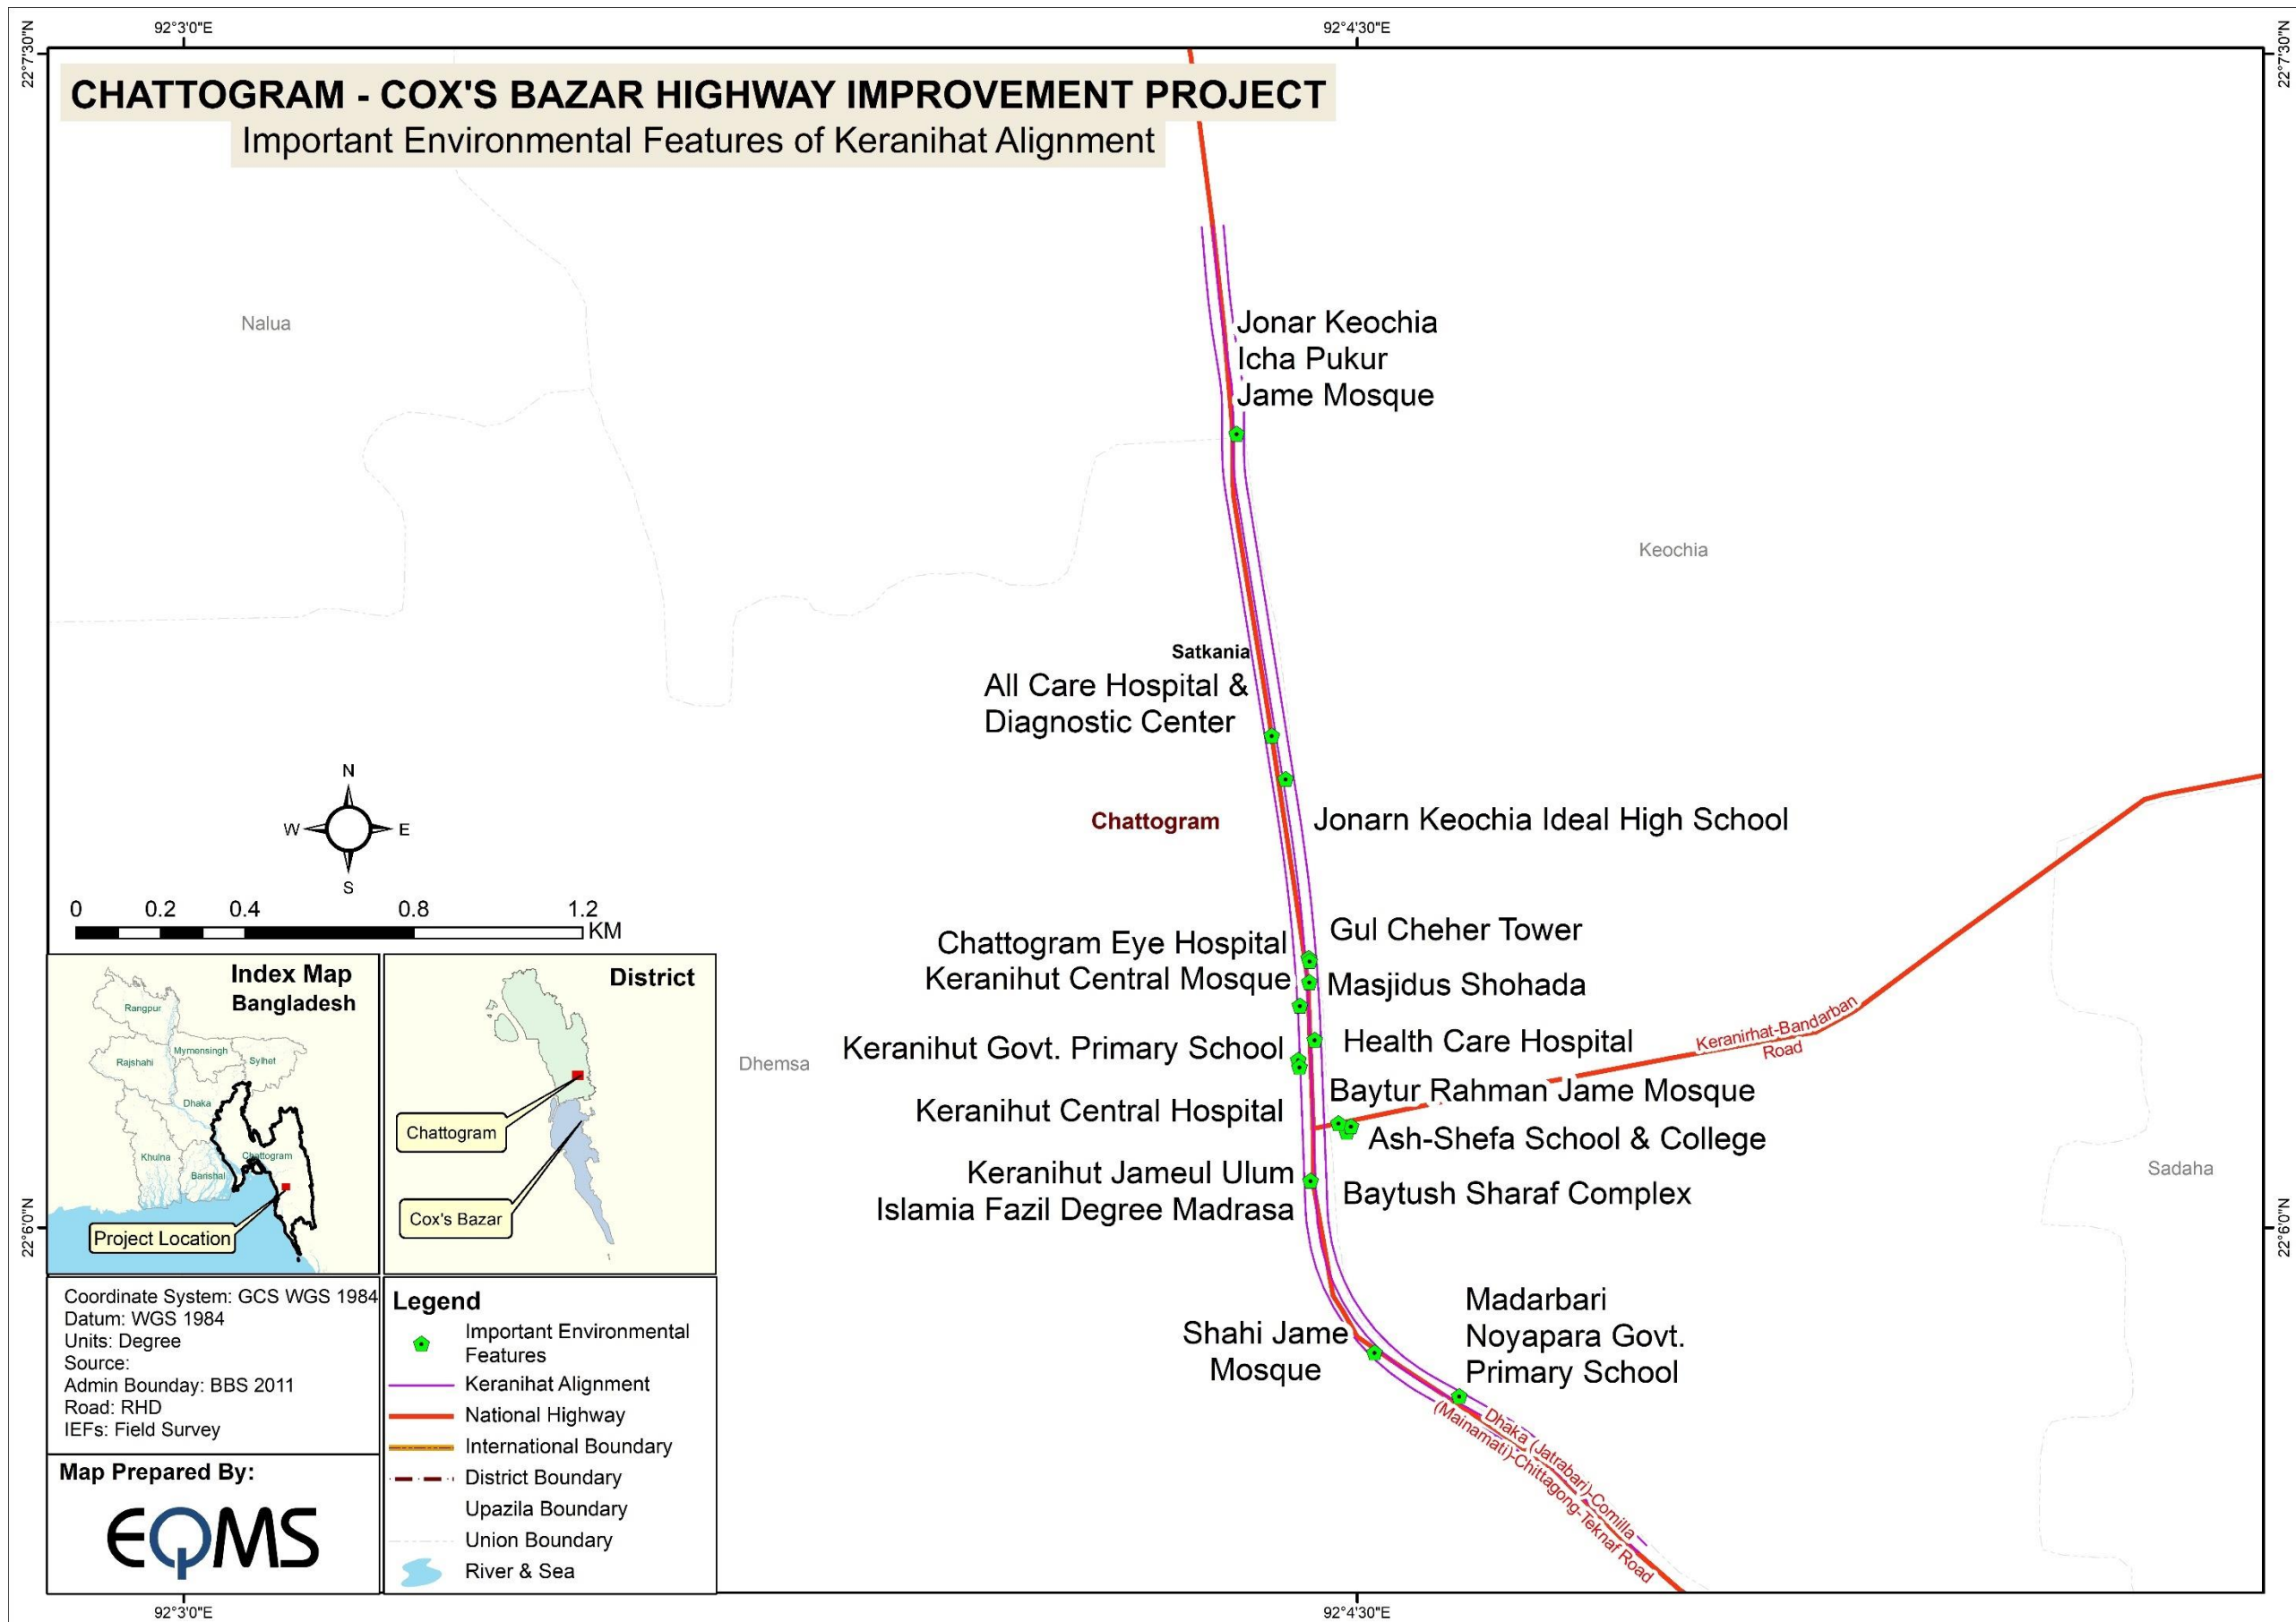 92°3'0"E
92°4'30"E
22°7'30"N
22°7'30"N
CHATTOGRAM - COX'S BAZAR HIGHWAY IMPROVEMENT PROJECT
Important Environmental Features of Keranihat Alignment
Nalua
Jonar Keochia
Icha Pukur
Jame Mosque
Keochia
Satkania
All Care Hospital &
Diagnostic Center
Chattogram
Jonarn Keochia Ideal High School
N
W
E
S
0
0.2
0.4
0.8
1.2
KM
Gul Cheher Tower
Chattogram Eye Hospital
Keranihut Central Mosque
Masjidus Shohada
Health Care Hospital
Keranihut Govt. Primary School
Dhemsa
Keranirhat-Bandarban
Road
Baytur Rahman Jame Mosque
Keranihut Central Hospital
Ash-Shefa School & College
Sadaha
Keranihut Jameul Ulum
Islamia Fazil Degree Madrasa
Baytush Sharaf Complex
Shahi Jame
Mosque
Madarbari
Noyapara Govt.
Primary School
Dhaka (Jatrabari)-Comilla
(Mainamati)-Chittagong-Teknaf Road
Index Map
Bangladesh
Rangpur
Rajshahi
Mymensingh
Sylhet
Dhaka
Khulna
Barishal
Chattogram
Project Location
District
Chattogram
Cox's Bazar
22°6'0"N
22°6'0"N
Coordinate System: GCS WGS 1984
Datum: WGS 1984
Units: Degree
Source:
Admin Bounday: BBS 2011
Road: RHD
IEFs: Field Survey
Map Prepared By:
EQMS
Legend
Important Environmental
Features
Keranihat Alignment
National Highway
International Boundary
District Boundary
Upazila Boundary
Union Boundary
River & Sea
92°3'0"E
92°4'30"E